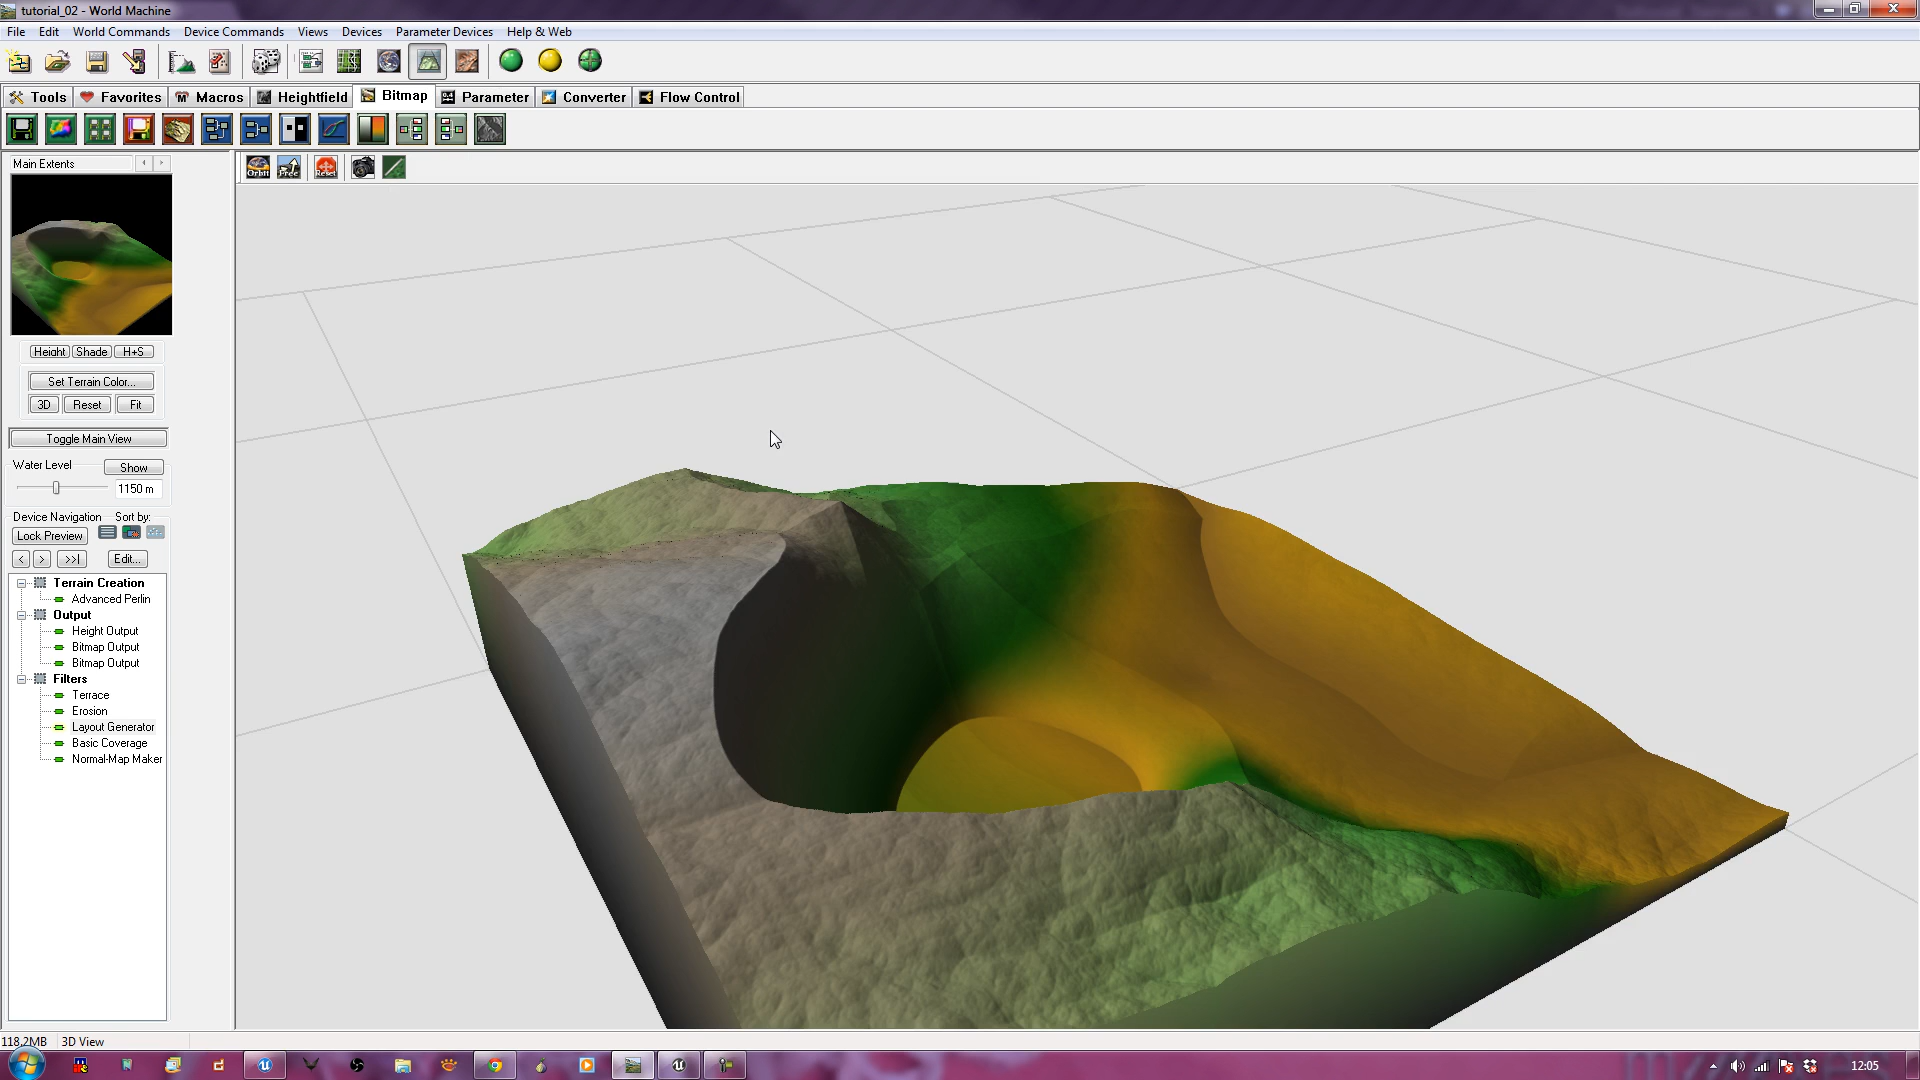 tutorial_02 - World Machine
File Edit World Commands Device Commands Views Devices Parameter Devices Help & Web
Tools Favorites Macros Heightfield Bitmap Parameter Converter Flow Control
Main Extents
Orbit Free Reset
Height Shade H+S
Set Terrain Color...
3D Reset Fit
Toggle Main View
Water Level Show
1150 m
Device Navigation Sort by:
Lock Preview
< > >>| Edit...
Terrain Creation
Advanced Perlin
Output
Height Output
Bitmap Output
Bitmap Output
Filters
Terrace
Erosion
Layout Generator
Basic Coverage
Normal-Map Maker
118,2MB 3D View
12:05